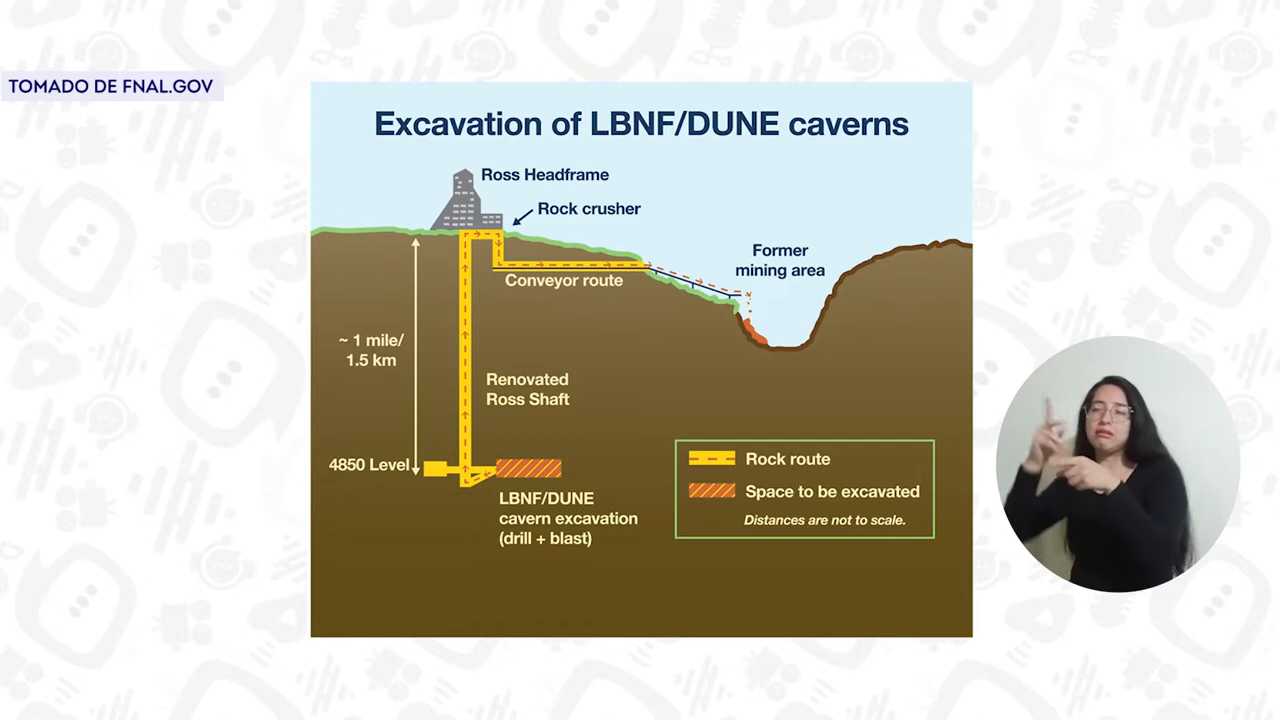 TOMADO DE FNAL.GOV
Excavation of LBNF/DUNE caverns
Ross Headframe
Rock crusher
Former
mining area
Conveyor route
~ 1 mile/
1.5 km
Renovated
Ross Shaft
4850 Level
LBNF/DUNE
cavern excavation
(drill + blast)
Rock route
Space to be excavated
Distances are not to scale.